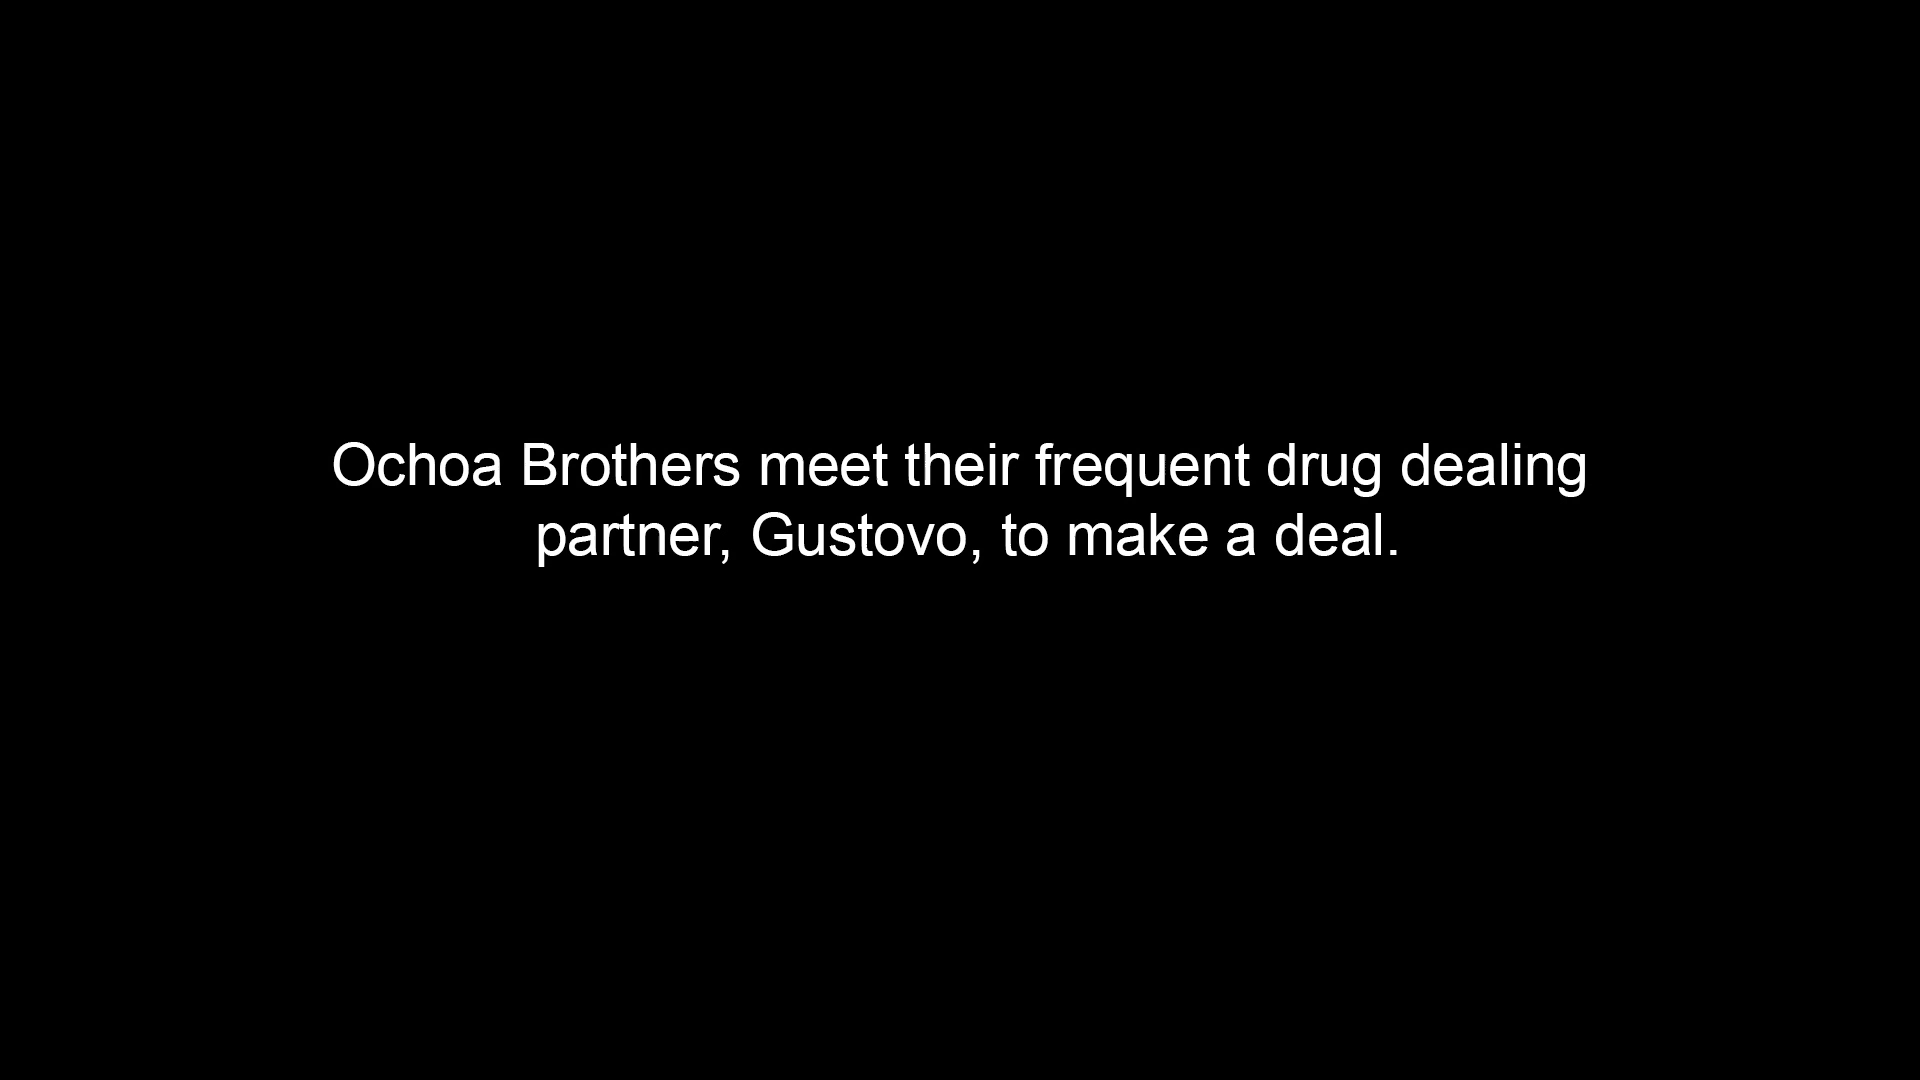 Ochoa Brothers meet their frequent drug dealing
partner, Gustovo, to make a deal.